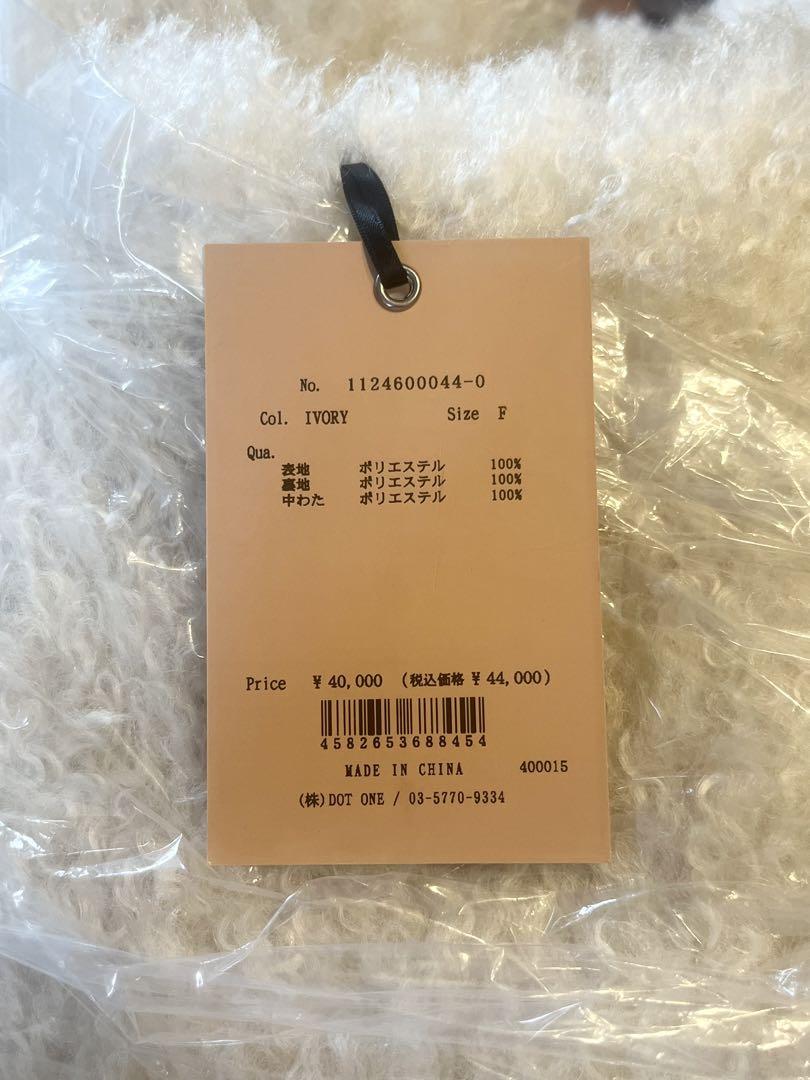 No. 1124600044-0
Col. IVORY Size F
Qua.
表地 ポリエステル 100%
裏地 ポリエステル 100%
中わた ポリエステル 100%
Price ¥ 40,000 (税込価格 ¥ 44,000)
4582653688454
MADE IN CHINA 400015
(株)DOT ONE / 03-5770-9334